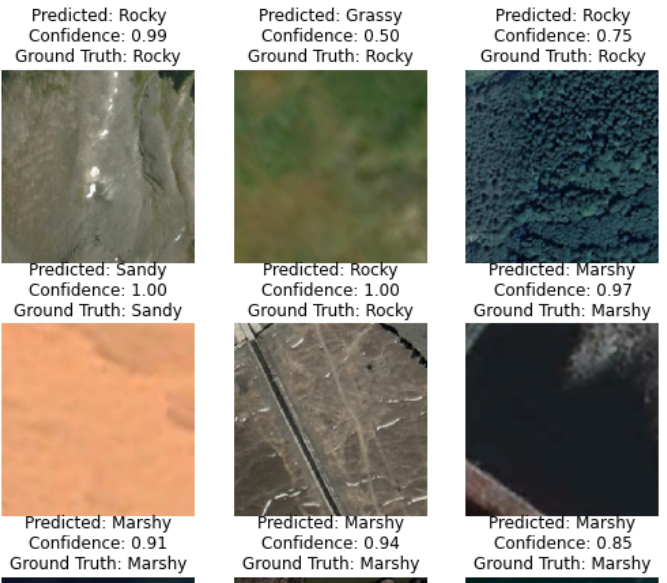 Predicted: Rocky
Confidence: 0.99
Ground Truth: Rocky
Predicted: Grassy
Confidence: 0.50
Ground Truth: Rocky
Predicted: Rocky
Confidence: 0.75
Ground Truth: Rocky
Predicted: Sandy
Confidence: 1.00
Ground Truth: Sandy
Predicted: Rocky
Confidence: 1.00
Ground Truth: Rocky
Predicted: Marshy
Confidence: 0.97
Ground Truth: Marshy
Predicted: Marshy
Confidence: 0.91
Ground Truth: Marshy
Predicted: Marshy
Confidence: 0.94
Ground Truth: Marshy
Predicted: Marshy
Confidence: 0.85
Ground Truth: Marshy